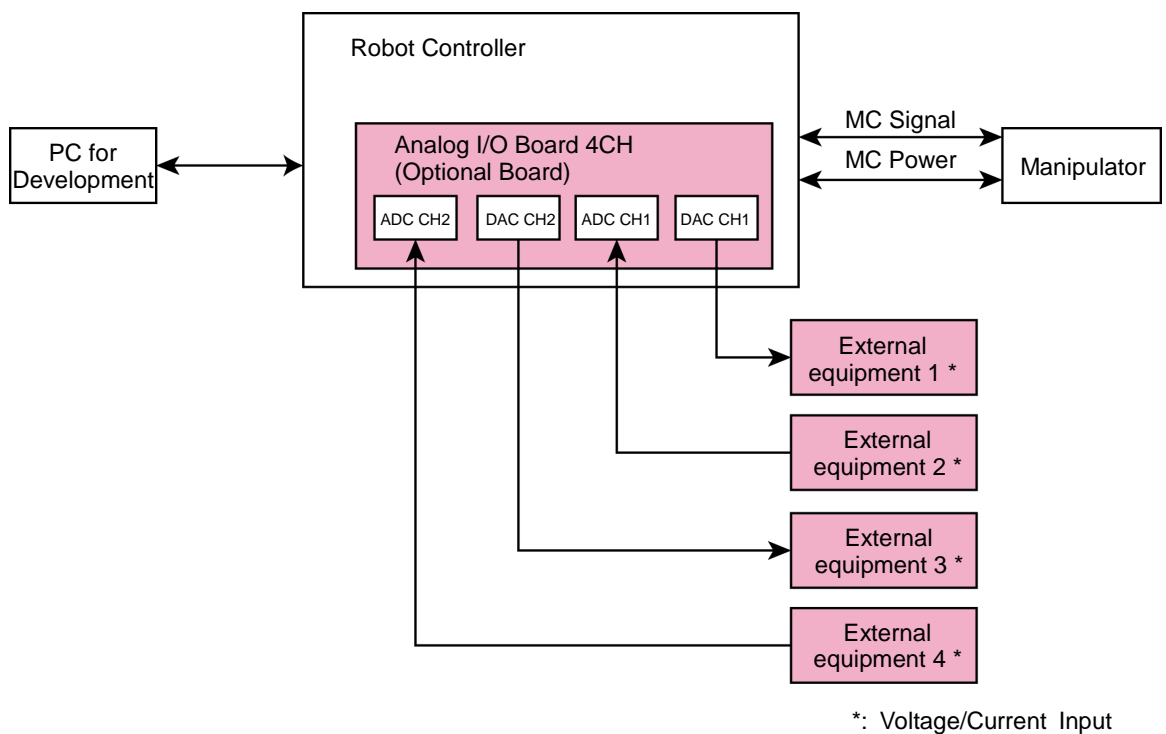 Robot Controller
PC for
Development
Analog I/O Board 4CH
(Optional Board)
ADC CH2
DAC CH2
ADC CH1
DAC CH1
MC Signal
MC Power
Manipulator
External
equipment 1 *
External
equipment 2 *
External
equipment 3 *
External
equipment 4 *
*: Voltage/Current Input